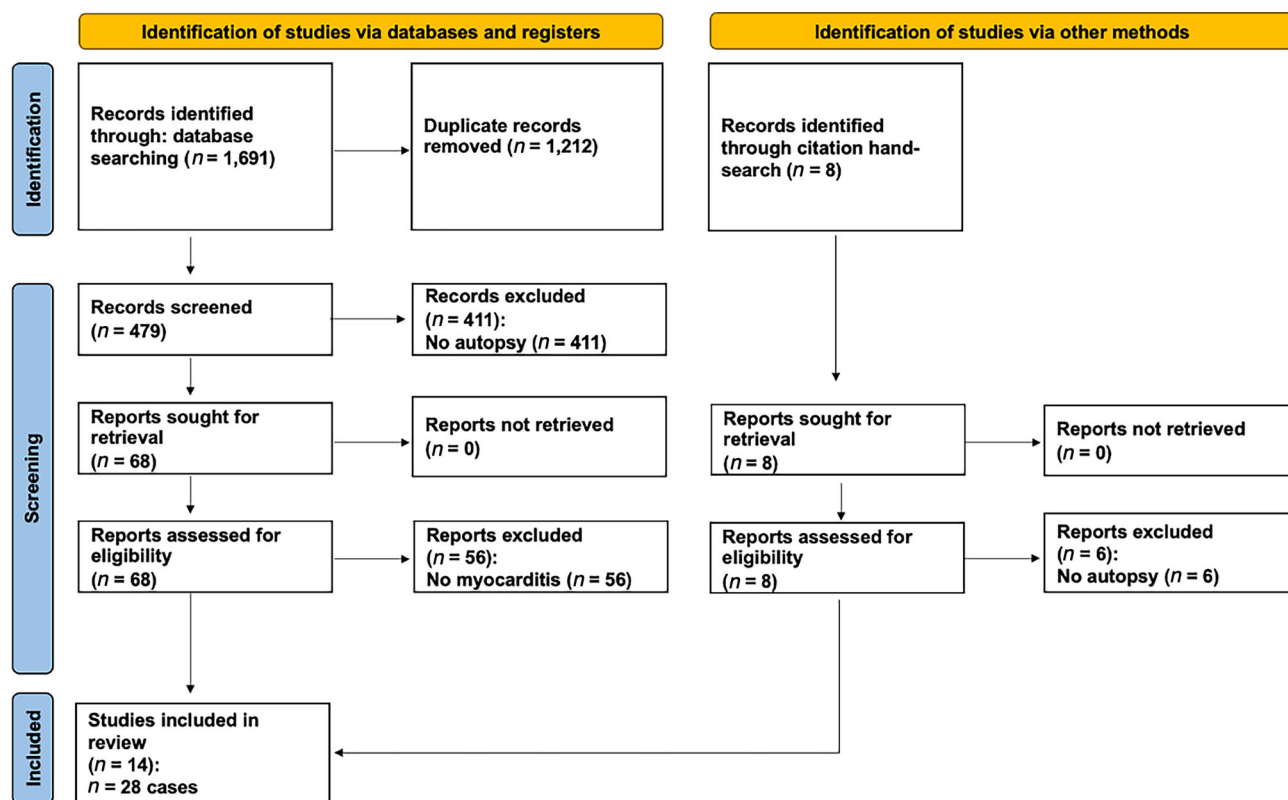 Identification of studies via databases and registers
Identification of studies via other methods
Identification
Records identified
through: database
searching (n = 1,691)
Duplicate records
removed (n = 1,212)
Records identified
through citation hand-
search (n = 8)
Screening
Records screened
(n = 479)
Records excluded
(n = 411):
No autopsy (n = 411)
Reports sought for
retrieval
(n = 68)
Reports not retrieved
(n = 0)
Reports sought for
retrieval
(n = 8)
Reports not retrieved
(n = 0)
Reports assessed for
eligibility
(n = 68)
Reports excluded
(n = 56):
No myocarditis (n = 56)
Reports assessed for
eligibility
(n = 8)
Reports excluded
(n = 6):
No autopsy (n = 6)
Included
Studies included in
review
(n = 14):
n = 28 cases